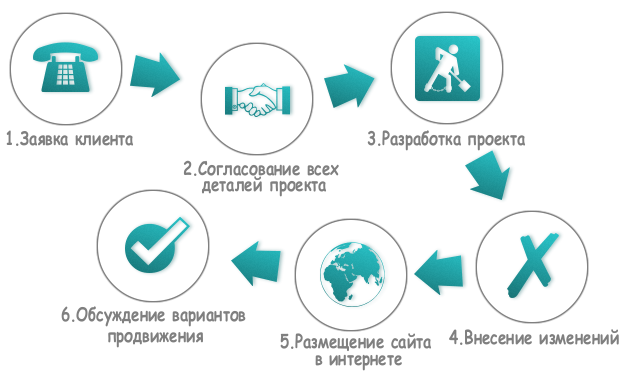 1.Заявка клиента
2.Согласование всех
деталей проекта
3.Разработка проекта
4.Внесение изменений
5.Размещение сайта
в интернете
6.Обсуждение вариантов
продвижения